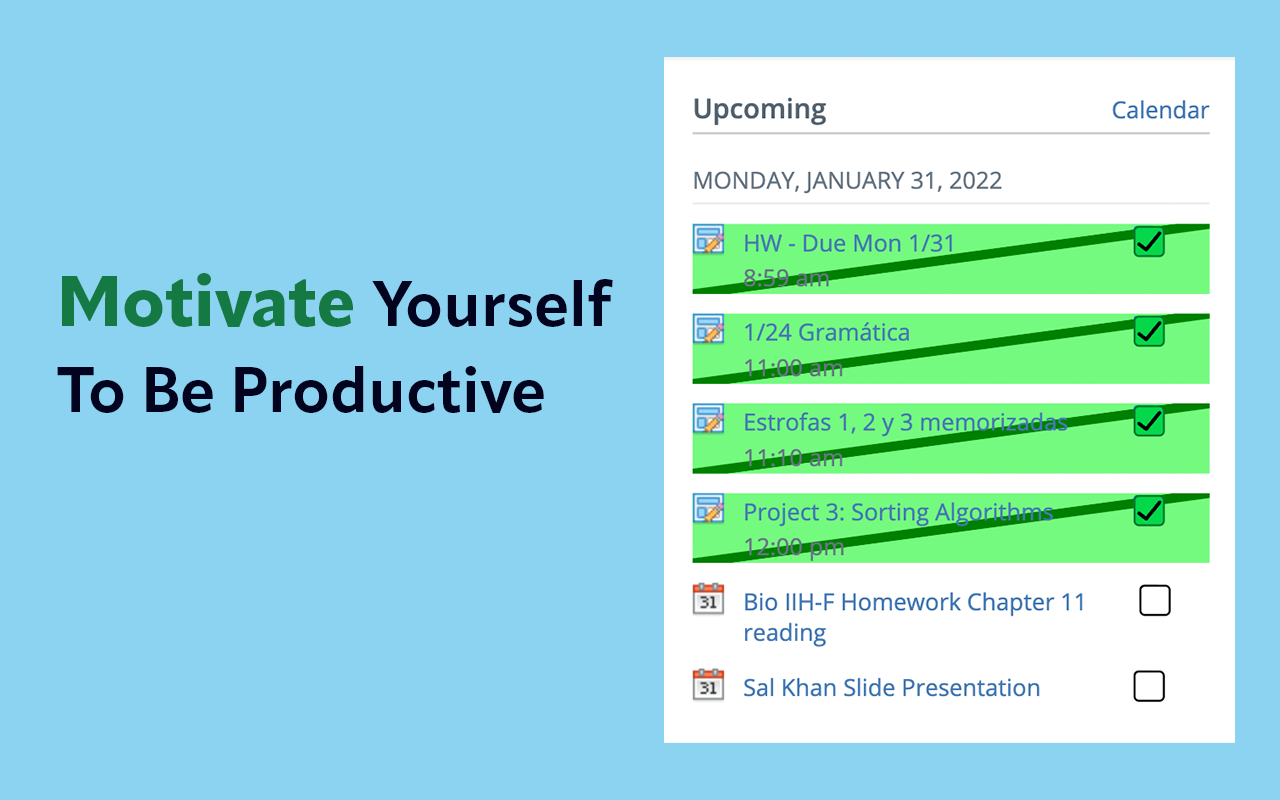 Motivate Yourself
To Be Productive
Upcoming
Calendar
MONDAY, JANUARY 31, 2022
HW - Due Mon 1/31
8:59 am
1/24 Gramática
11:00 am
Estrofas 1, 2 y 3 memorizadas
11:10 am
Project 3: Sorting Algorithms
12:00 pm
31
Bio IIH-F Homework Chapter 11
reading
31
Sal Khan Slide Presentation